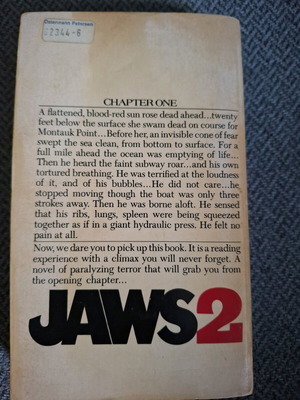 Determann Patterson
02344-6
CHAPTER ONE
A flattened, blood-red sun rose dead ahead...twenty
feet below the surface she swam dead on course for
Montauk Point...Before her, an invisible cone of fear
swept the sea clean, from bottom to surface. For a
full mile ahead the ocean was emptying of life...
Then he heard the faint subway roar...and his own
tortured breathing. He was terrified at the loudness
of it, and of his bubbles...He did not care...he
stopped moving though the boat was only three
strokes away. Then he was borne aloft. He sensed
that his ribs, lungs, spleen were being squeezed
together as if in a giant hydraulic press. He felt no
pain at all.
Now, we dare you to pick up this book. It is a reading
experience with a climax you will never forget. A
novel of paralyzing terror that will grab you from
the opening chapter...
JAWS2